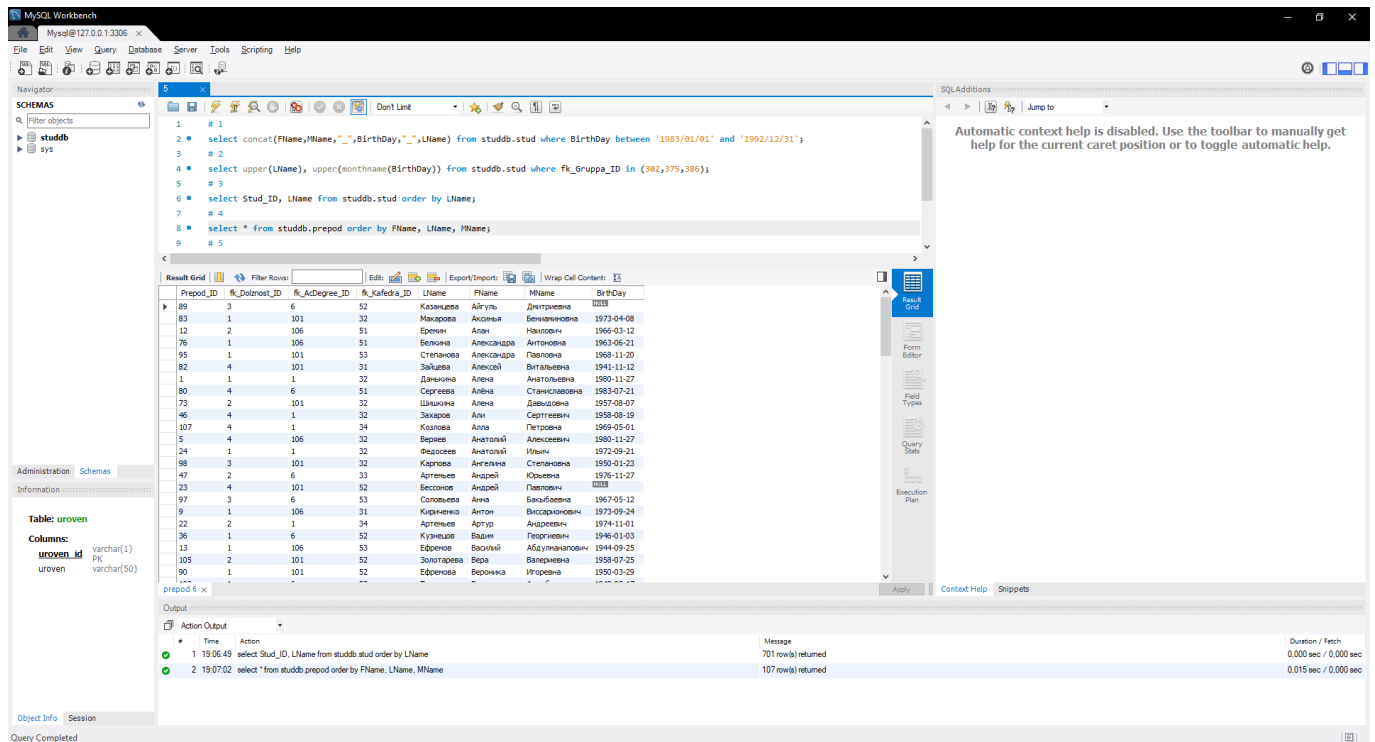 MySQL Workbench
Mysql@127.0.0.1:3306 ×
File Edit View Query Database Server Tools Scripting Help
Navigator
SCHEMAS
Filter objects
studdb
sys
Administration Schemas
Information
Table: uroven
Columns:
uroven_id varchar(1) PK
uroven varchar(50)
Object Info Session
5 ×
Don't Limit
1 # 1
2 select concat(FName,MName,"_",BirthDay,"_",LName) from studdb.stud where BirthDay between '1983/01/01' and '1992/12/31';
3 # 2
4 select upper(LName), upper(monthname(BirthDay)) from studdb.stud where fk_Gruppa_ID in (302,375,386);
5 # 3
6 select Stud_ID, LName from studdb.stud order by LName;
7 # 4
8 select * from studdb.prepod order by FName, LName, MName;
9 # 5
Result Grid Filter Rows: Edit: Export/Import: Wrap Cell Content:
Prepod_ID fk_Dolznost_ID fk_AcDegree_ID fk_Kafedra_ID LName FName MName BirthDay
89 3 6 52 Казанцева Айгуль Дмитриевна NULL
83 1 101 32 Макарова Аксинья Бениаминовна 1973-04-08
12 2 106 51 Еремин Алан Наилович 1966-03-12
76 1 106 51 Белкина Александра Антоновна 1963-06-21
95 1 101 53 Степанова Александра Павловна 1968-11-20
82 4 101 31 Зайцева Алексей Витальевна 1941-11-12
1 1 1 32 Данькина Алена Анатольевна 1980-11-27
80 4 6 51 Сергеева Алёна Станиславовна 1983-07-21
73 2 101 32 Шишкина Алена Давыдовна 1957-08-07
46 4 1 32 Захаров Али Сергеевич 1958-08-19
107 4 1 34 Козлова Алла Петровна 1969-05-01
5 4 106 32 Веряев Анатолий Алексеевич 1980-11-27
24 1 1 32 Федосеев Анатолий Ильич 1972-09-21
98 3 101 32 Карпова Ангелина Степановна 1950-01-23
47 2 6 33 Артемьев Андрей Юрьевна 1976-11-27
23 4 101 52 Бессонов Андрей Павлович NULL
97 3 6 53 Соловьева Анна Бакыбаевна 1967-05-12
9 1 106 31 Кириченко Антон Виссарионович 1973-09-24
22 2 1 34 Артемьев Артур Андреевич 1974-11-01
36 1 6 52 Кузнецов Вадим Георгиевич 1946-01-03
13 1 106 53 Ефремов Василий Абдулманапович 1944-09-25
105 2 101 52 Золотарева Вера Валериевна 1958-07-25
90 1 101 52 Ефремова Вероника Игоревна 1950-03-29
prepod 6 × Apply
Result Grid
Form Editor
Field Types
Query Stats
Execution Plan
SQLAdditions
Jump to
Automatic context help is disabled. Use the toolbar to manually get
help for the current caret position or to toggle automatic help.
Context Help Snippets
Output
Action Output
# Time Action Message Duration / Fetch
1 19:06:49 select Stud_ID, LName from studdb.stud order by LName 701 row(s) returned 0,000 sec / 0,000 sec
2 19:07:02 select * from studdb.prepod order by FName, LName, MName 107 row(s) returned 0,015 sec / 0,000 sec
Query Completed